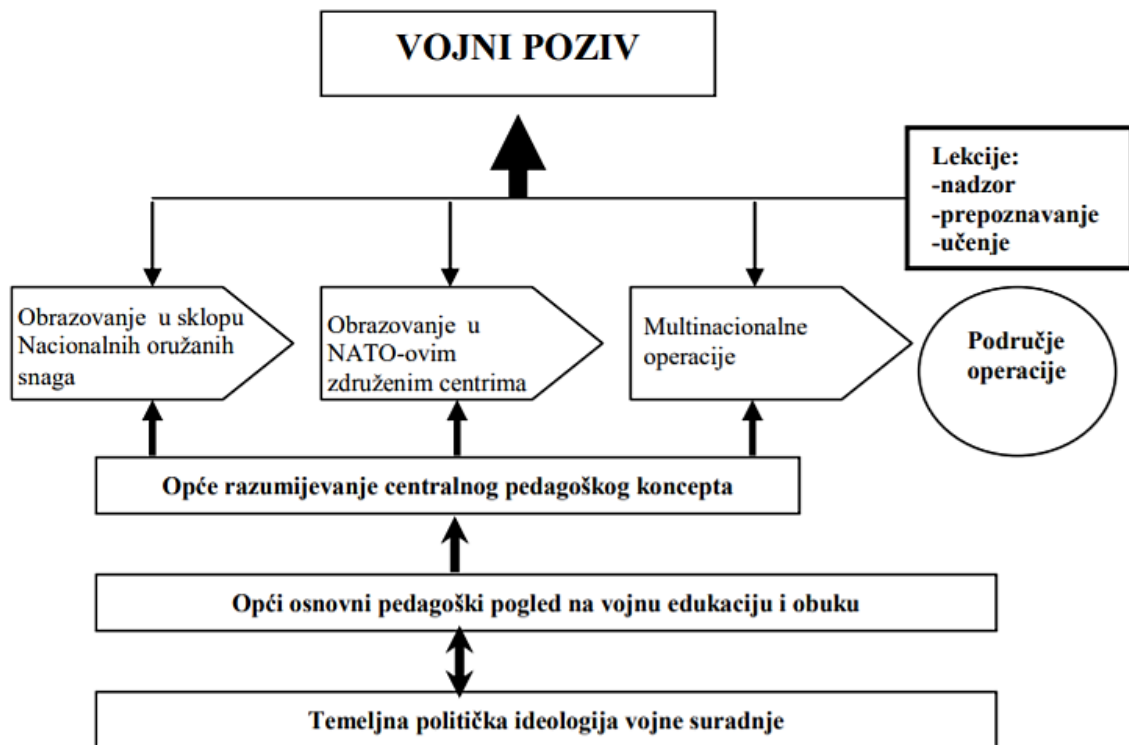 VOJNI POZIV
Lekcije:
-nadzor
-prepoznavanje
-učenje
Obrazovanje u sklopu
Nacionalnih oružanih
snaga
Obrazovanje u
NATO-ovim
združenim centrima
Multinacionalne
operacije
Područje
operacije
Opće razumijevanje centralnog pedagoškog koncepta
Opći osnovni pedagoški pogled na vojnu edukaciju i obuku
Temeljna politička ideologija vojne suradnje